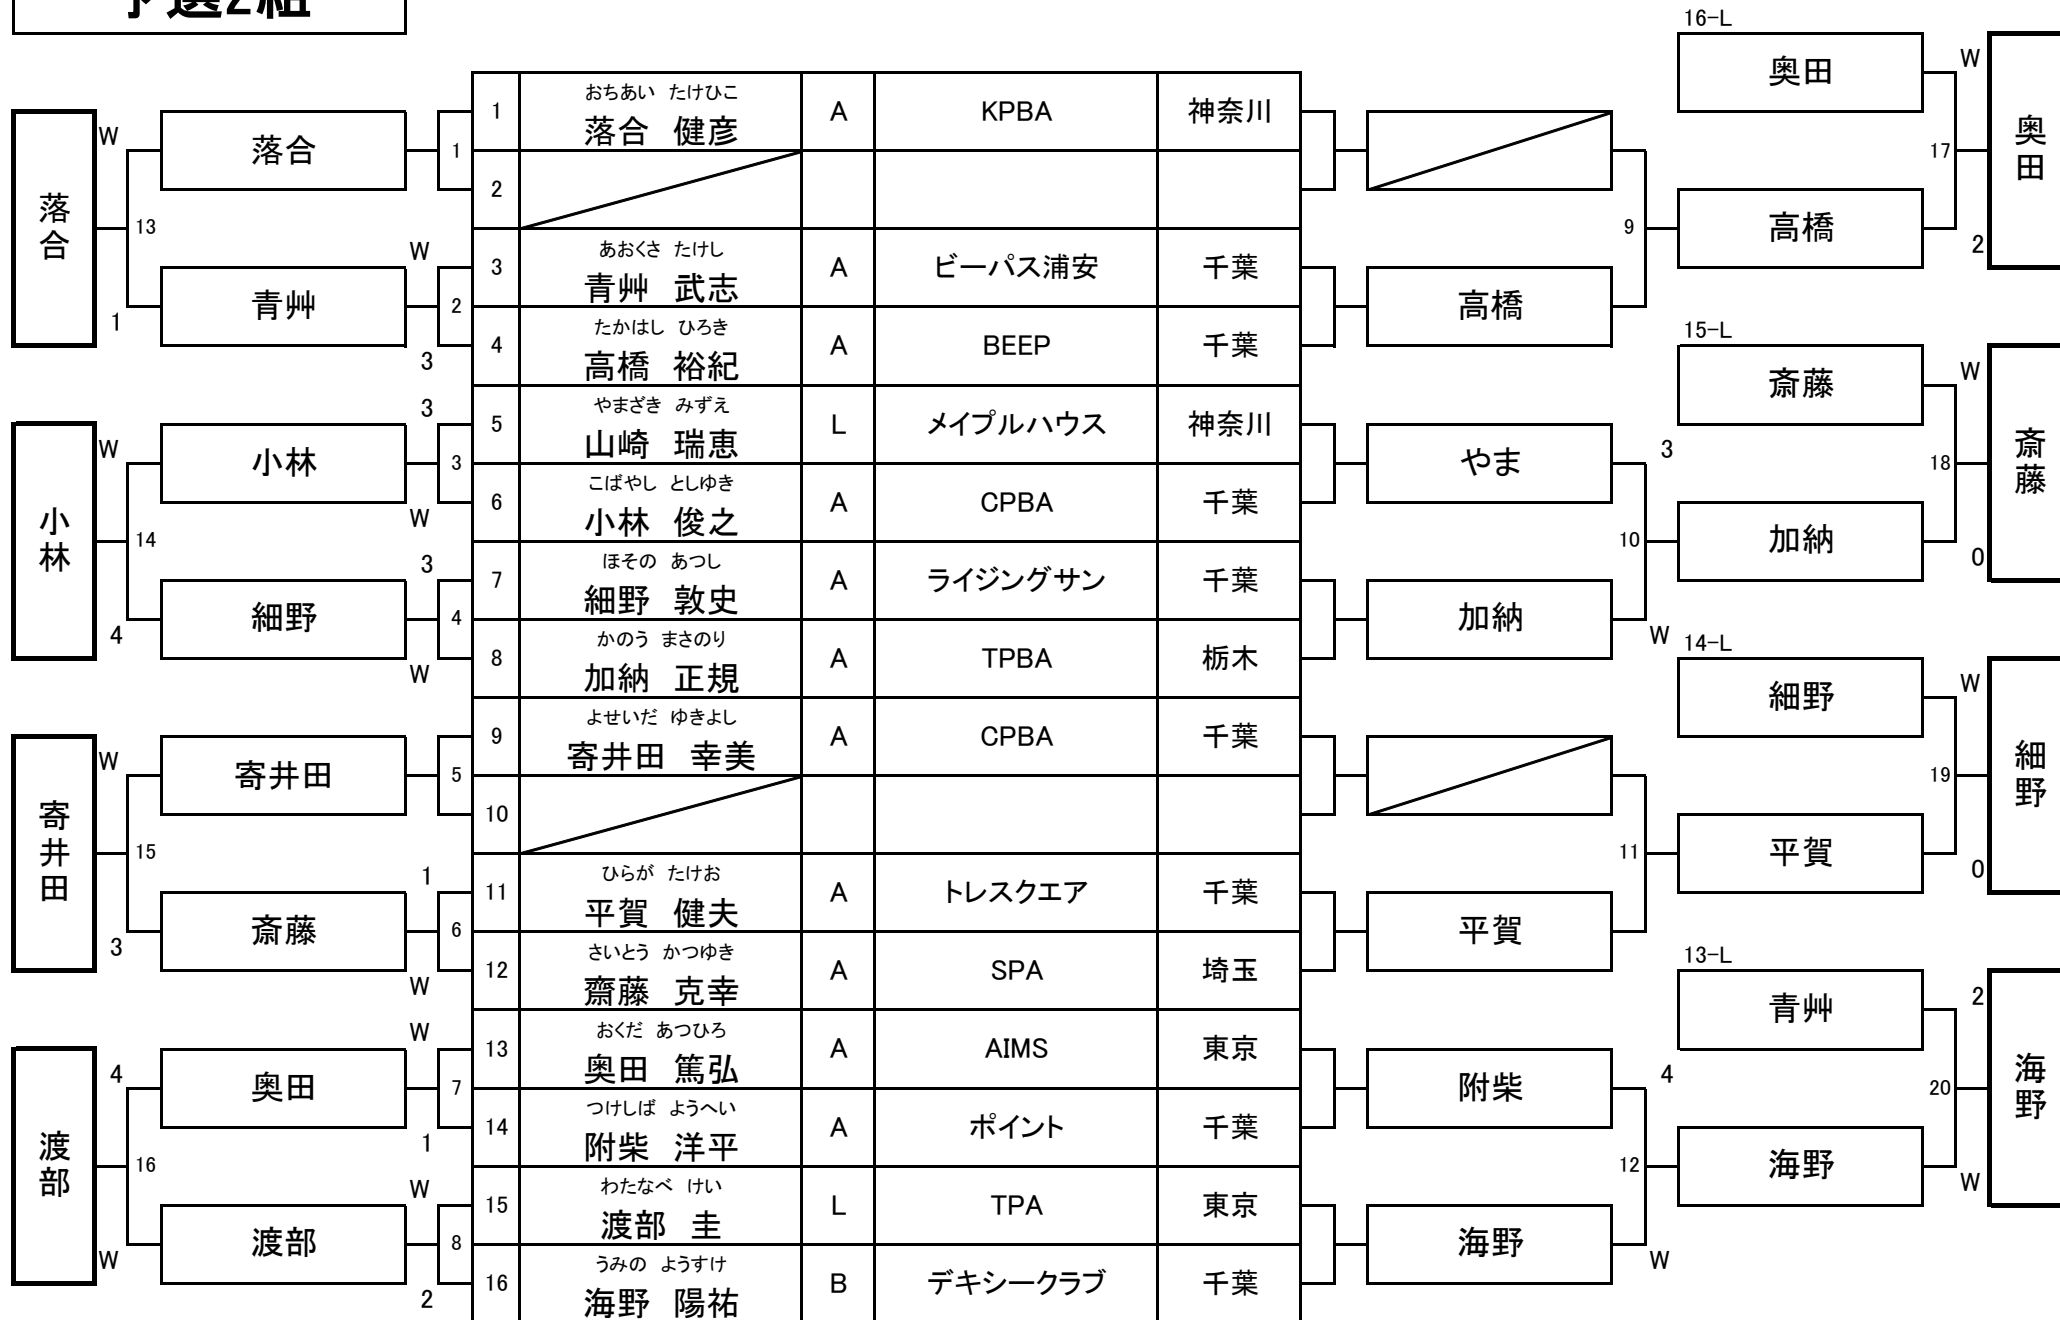 予選2組
16-L
奥田
W
奥田
17
高橋
2
15-L
斎藤
W
斎藤
18
加納
0
14-L
細野
W
細野
19
平賀
0
13-L
青艸
2
海野
20
海野
W
落合
W
13
1
落合
青艸
1
W
2
3
小林
W
14
4
小林
細野
3
3
W
3
4
W
寄井田
W
15
3
寄井田
斎藤
5
1
6
W
渡部
4
16
W
奥田
渡部
W
7
1
W
8
2
1 おちあい たけひこ
落合 健彦 A KPBA 神奈川
2
3 あおくさ たけし
青艸 武志 A ビーパス浦安 千葉
4 たかはし ひろき
高橋 裕紀 A BEEP 千葉
5 やまざき みずえ
山崎 瑞恵 L メイプルハウス 神奈川
6 こばやし としゆき
小林 俊之 A CPBA 千葉
7 ほその あつし
細野 敦史 A ライジングサン 千葉
8 かのう まさのり
加納 正規 A TPBA 栃木
9 よせいだ ゆきよし
寄井田 幸美 A CPBA 千葉
10
11 ひらが たけお
平賀 健夫 A トレスクエア 千葉
12 さいとう かつゆき
齋藤 克幸 A SPA 埼玉
13 おくだ あつひろ
奥田 篤弘 A AIMS 東京
14 つけしば ようへい
附柴 洋平 A ポイント 千葉
15 わたなべ けい
渡部 圭 L TPA 東京
16 うみの ようすけ
海野 陽祐 B デキシークラブ 千葉
高橋
9
やま
3
10
加納
W
平賀
11
附柴
4
12
海野
W